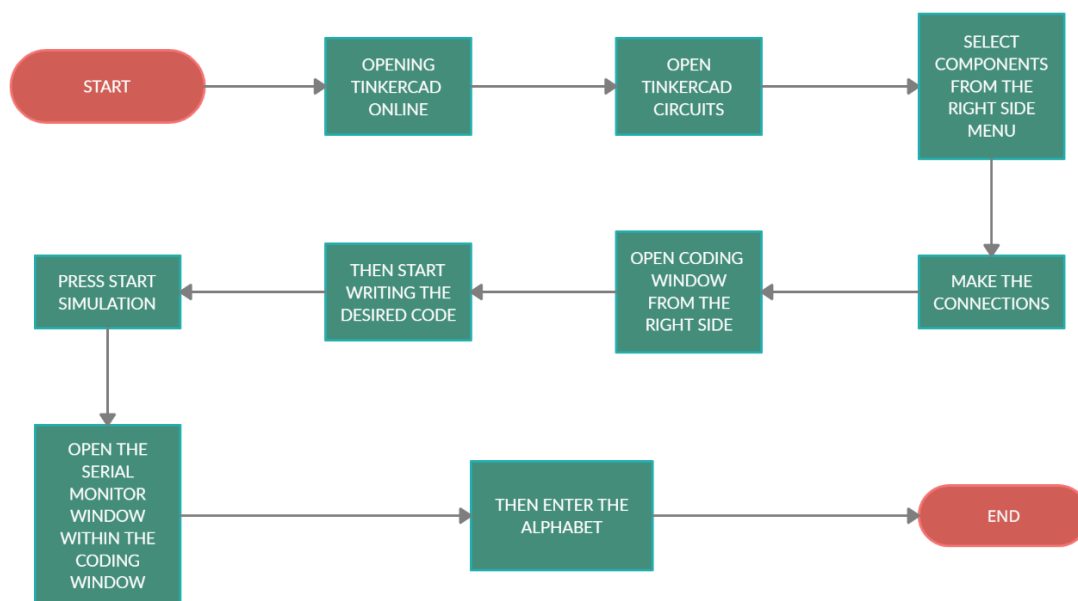 START
OPENING
TINKERCAD
ONLINE
OPEN
TINKERCAD
CIRCUITS
SELECT
COMPONENTS
FROM THE
RIGHT SIDE
MENU
MAKE THE
CONNECTIONS
OPEN CODING
WINDOW
FROM THE
RIGHT SIDE
THEN START
WRITING THE
DESIRED CODE
PRESS START
SIMULATION
OPEN THE
SERIAL
MONITOR
WINDOW
WITHIN THE
CODING
WINDOW
THEN ENTER THE
ALPHABET
END